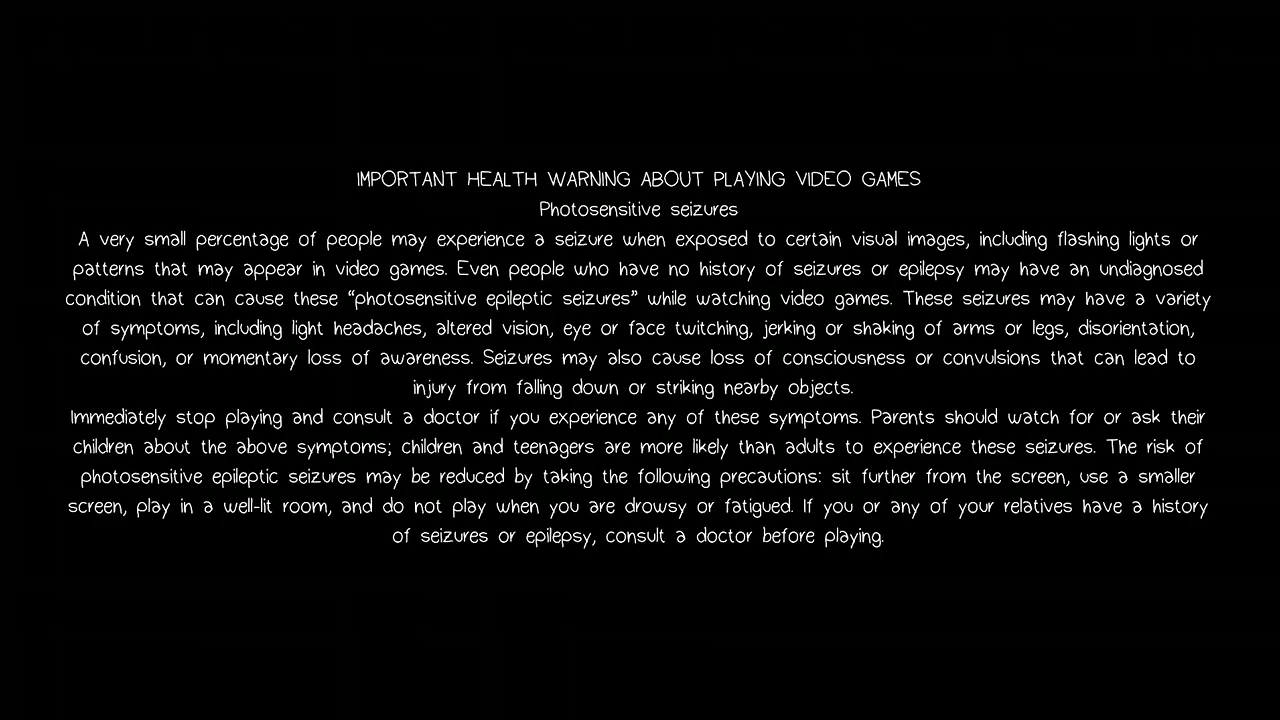 IMPORTANT HEALTH WARNING ABOUT PLAYING VIDEO GAMES
Photosensitive seizures
A very small percentage of people may experience a seizure when exposed to certain visual images, including flashing lights or
patterns that may appear in video games. Even people who have no history of seizures or epilepsy may have an undiagnosed
condition that can cause these “photosensitive epileptic seizures” while watching video games. These seizures may have a variety
of symptoms, including light headaches, altered vision, eye or face twitching, jerking or shaking of arms or legs, disorientation,
confusion, or momentary loss of awareness. Seizures may also cause loss of consciousness or convulsions that can lead to
injury from falling down or striking nearby objects.
Immediately stop playing and consult a doctor if you experience any of these symptoms. Parents should watch for or ask their
children about the above symptoms; children and teenagers are more likely than adults to experience these seizures. The risk of
photosensitive epileptic seizures may be reduced by taking the following precautions: sit further from the screen, use a smaller
screen, play in a well-lit room, and do not play when you are drowsy or fatigued. If you or any of your relatives have a history
of seizures or epilepsy, consult a doctor before playing.